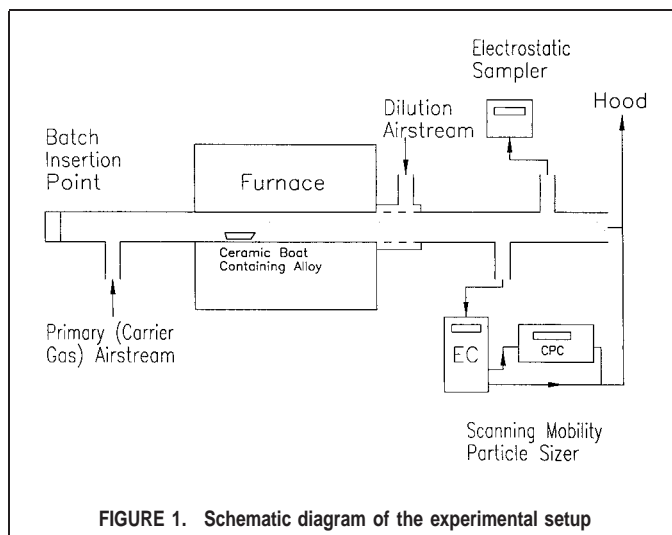 Electrostatic
Sampler
Hood
Dilution
Airstream
Batch
Insertion
Point
Furnace
Ceramic Boat
Containing Alloy
Primary (Carrier
Gas) Airstream
EC
CPC
Scanning Mobility
Particle Sizer
FIGURE 1. Schematic diagram of the experimental setup